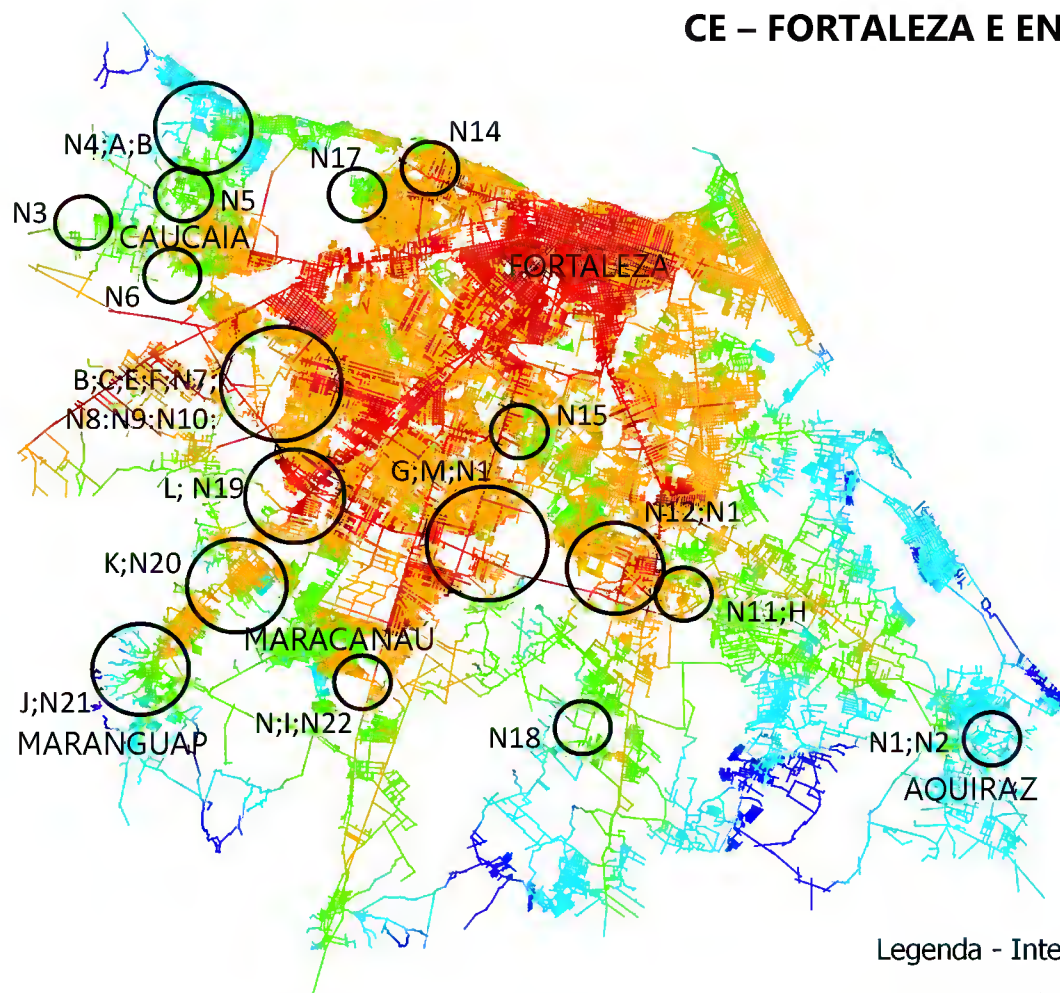 CE – FORTALEZA E EN
N14
N4;A;B
N17
N5
N3
CAUCAIA
FORTALEZA
N6
B;C;E;F;N7;
N8:N9:N10:
N15
G;M;N1
L; N19
N12;N1
K;N20
N11;H
MARACANAÚ
J;N21
N;I;N22
MARANGUAP
N18
N1;N2
AQUIRAZ
Legenda - Inte